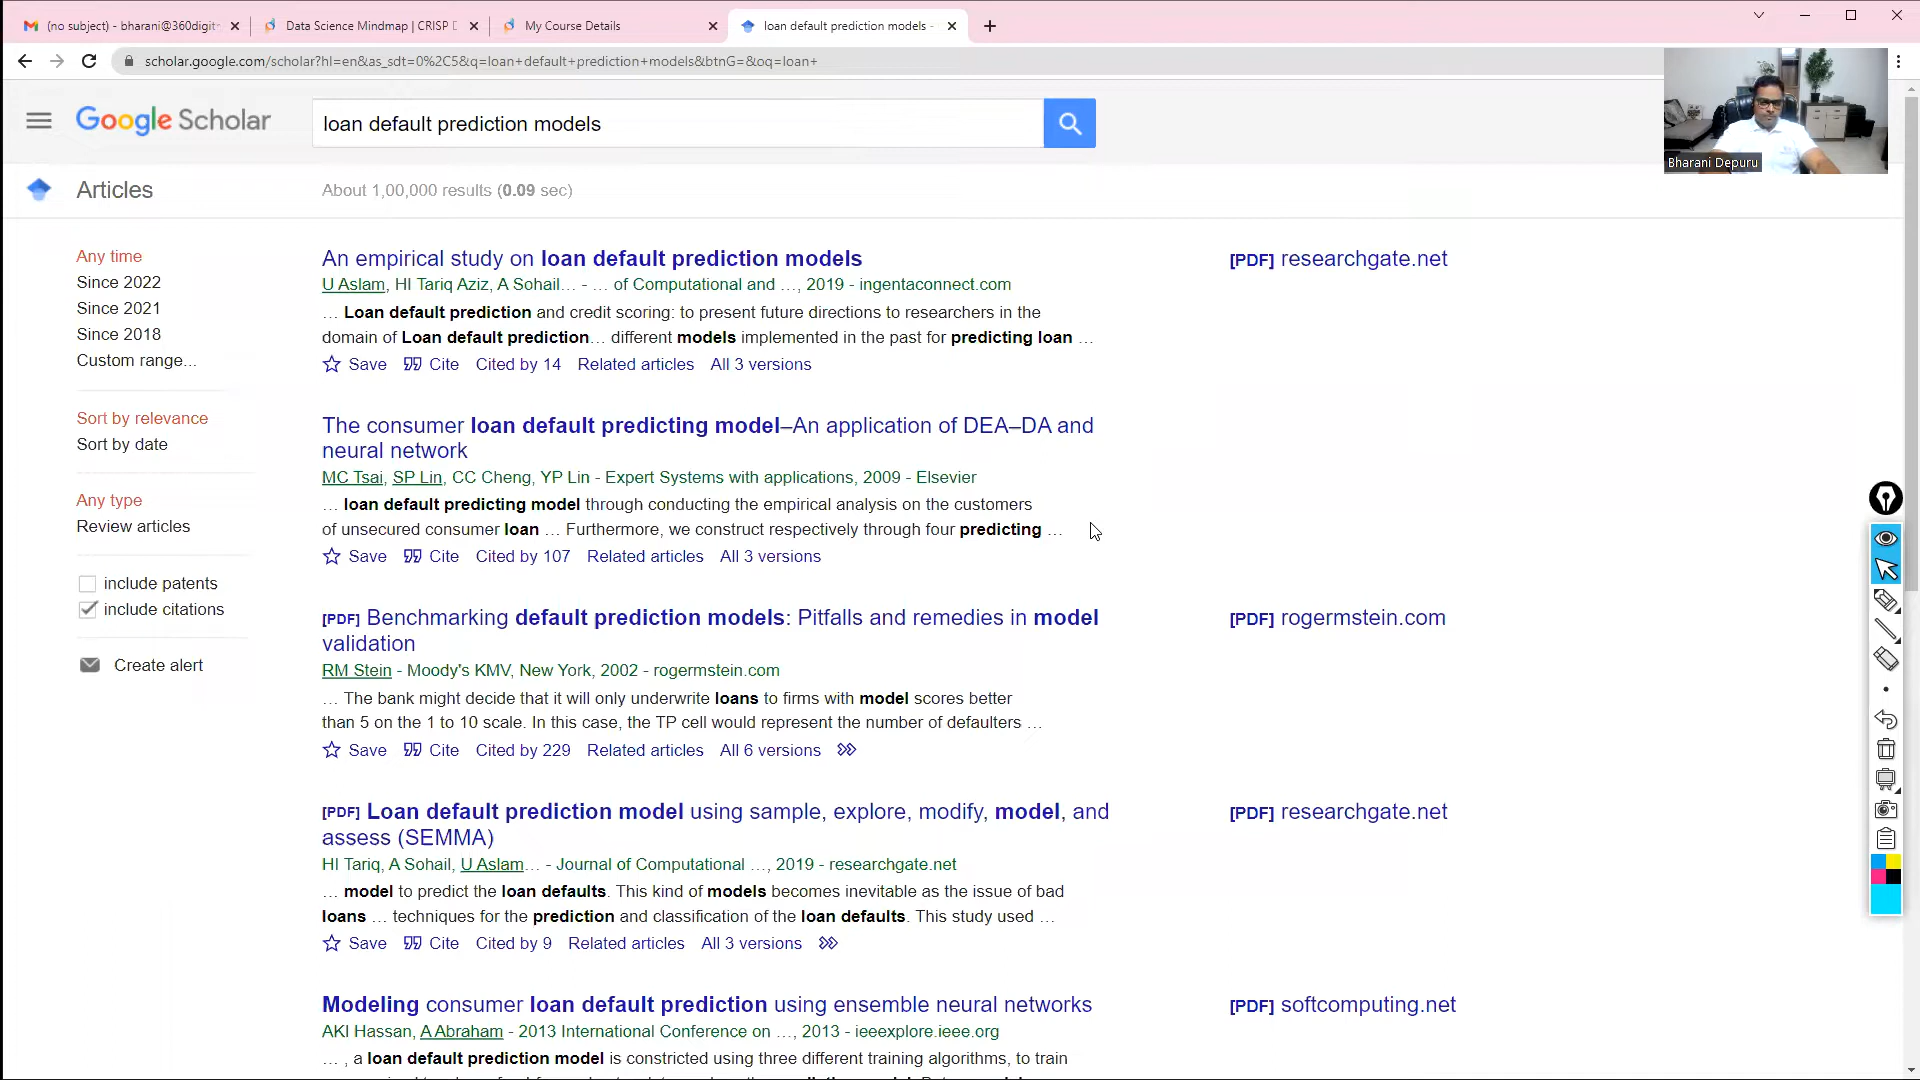 (no subject) - bharani@360digit
Data Science Mindmap | CRISP D
My Course Details
loan default prediction models -
scholar.google.com/scholar?hl=en&as_sdt=0%2C5&q=loan+default+prediction+models&btnG=&oq=loan+
Google Scholar
loan default prediction models
Bharani Depuru
Articles
About 1,00,000 results (0.09 sec)
Any time
Since 2022
Since 2021
Since 2018
Custom range...
Sort by relevance
Sort by date
Any type
Review articles
include patents
include citations
Create alert
An empirical study on loan default prediction models
[PDF] researchgate.net
U Aslam, HI Tariq Aziz, A Sohail… - … of Computational and …, 2019 - ingentaconnect.com
… Loan default prediction and credit scoring: to present future directions to researchers in the
domain of Loan default prediction… different models implemented in the past for predicting loan …
Save Cite Cited by 14 Related articles All 3 versions
The consumer loan default predicting model–An application of DEA–DA and
neural network
MC Tsai, SP Lin, CC Cheng, YP Lin - Expert Systems with applications, 2009 - Elsevier
… loan default predicting model through conducting the empirical analysis on the customers
of unsecured consumer loan … Furthermore, we construct respectively through four predicting …
Save Cite Cited by 107 Related articles All 3 versions
[PDF] Benchmarking default prediction models: Pitfalls and remedies in model
validation
[PDF] rogermstein.com
RM Stein - Moody's KMV, New York, 2002 - rogermstein.com
… The bank might decide that it will only underwrite loans to firms with model scores better
than 5 on the 1 to 10 scale. In this case, the TP cell would represent the number of defaulters …
Save Cite Cited by 229 Related articles All 6 versions
[PDF] Loan default prediction model using sample, explore, modify, model, and
assess (SEMMA)
[PDF] researchgate.net
HI Tariq, A Sohail, U Aslam… - Journal of Computational …, 2019 - researchgate.net
… model to predict the loan defaults. This kind of models becomes inevitable as the issue of bad
loans … techniques for the prediction and classification of the loan defaults. This study used …
Save Cite Cited by 9 Related articles All 3 versions
Modeling consumer loan default prediction using ensemble neural networks
[PDF] softcomputing.net
AKI Hassan, A Abraham - 2013 International Conference on …, 2013 - ieeexplore.ieee.org
… , a loan default prediction model is constricted using three different training algorithms, to train